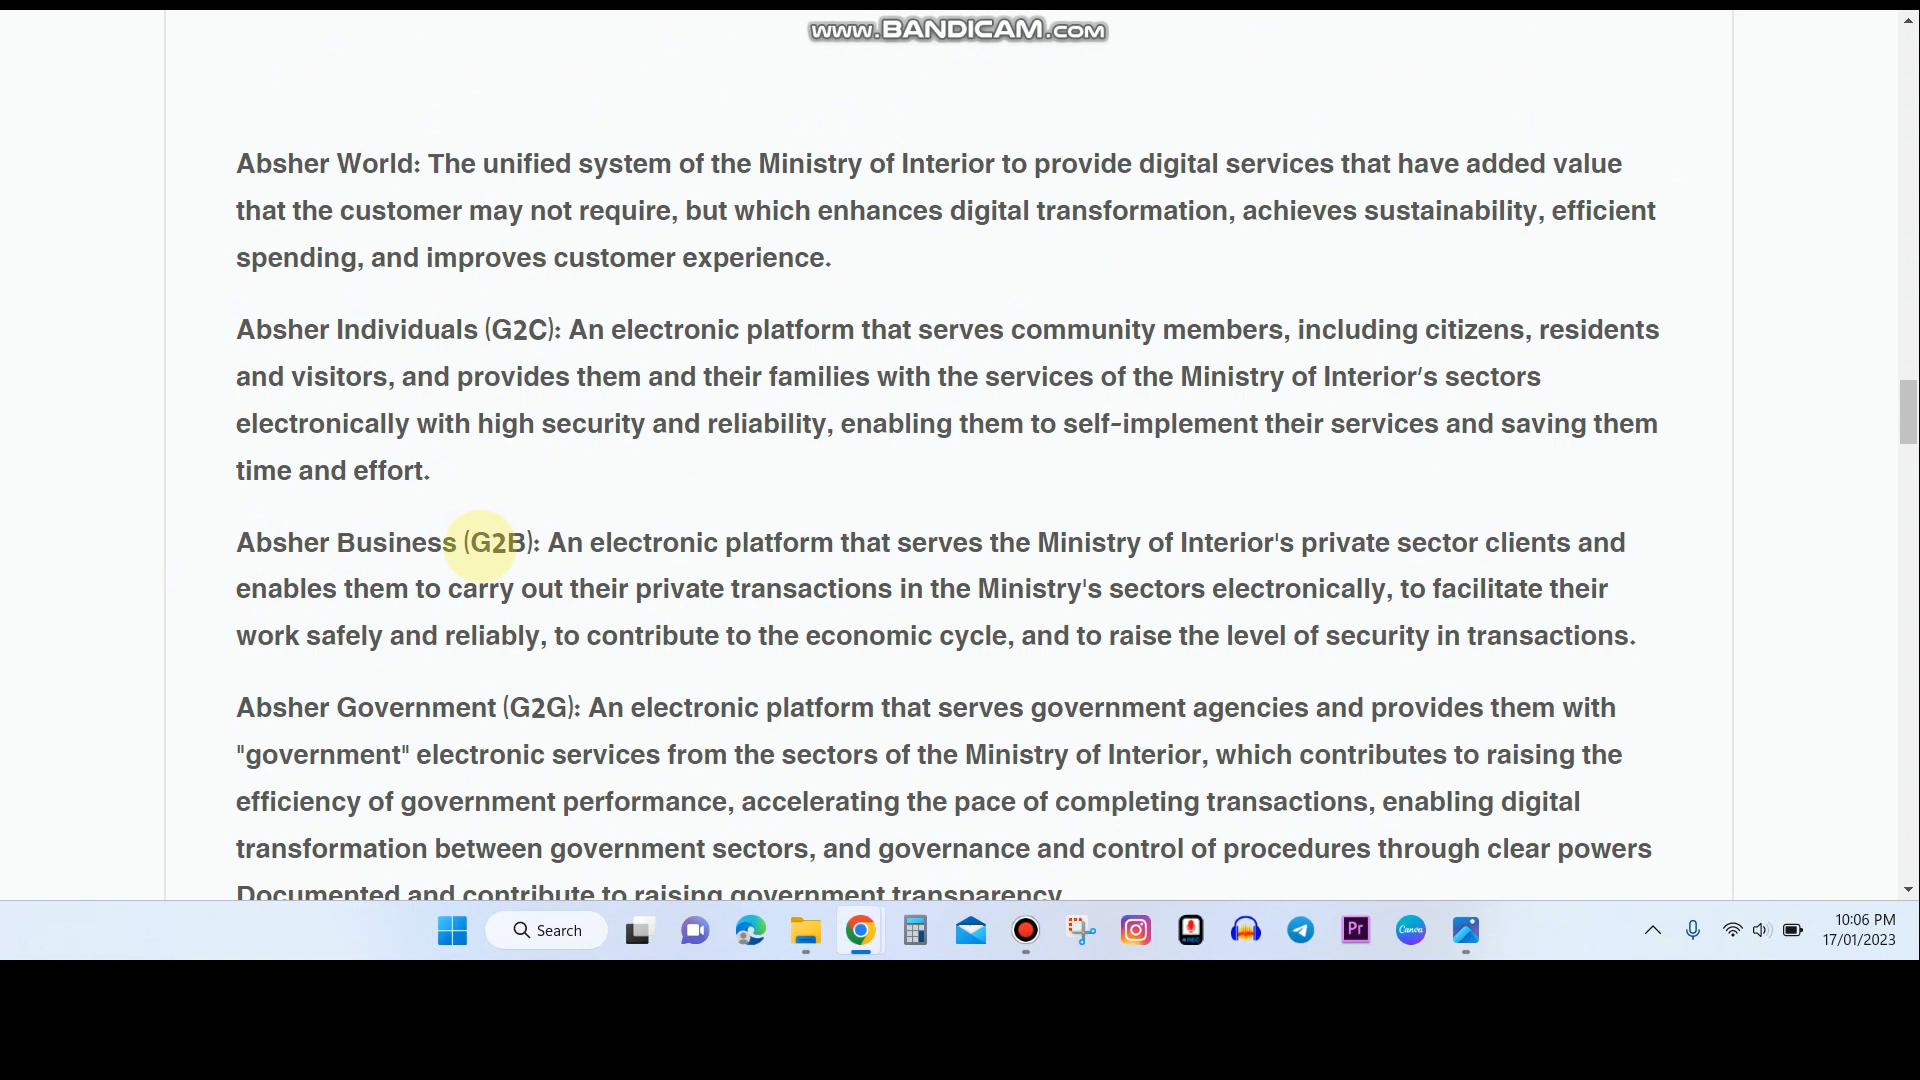 www.BANDICAM.com
Absher World: The unified system of the Ministry of Interior to provide digital services that have added value
that the customer may not require, but which enhances digital transformation, achieves sustainability, efficient
spending, and improves customer experience.
Absher Individuals (G2C): An electronic platform that serves community members, including citizens, residents
and visitors, and provides them and their families with the services of the Ministry of Interior's sectors
electronically with high security and reliability, enabling them to self-implement their services and saving them
time and effort.
Absher Business (G2B): An electronic platform that serves the Ministry of Interior's private sector clients and
enables them to carry out their private transactions in the Ministry's sectors electronically, to facilitate their
work safely and reliably, to contribute to the economic cycle, and to raise the level of security in transactions.
Absher Government (G2G): An electronic platform that serves government agencies and provides them with
"government" electronic services from the sectors of the Ministry of Interior, which contributes to raising the
efficiency of government performance, accelerating the pace of completing transactions, enabling digital
transformation between government sectors, and governance and control of procedures through clear powers
Documented and contribute to raising government transparency
Search
REC
Pr
Canva
10:06 PM
17/01/2023